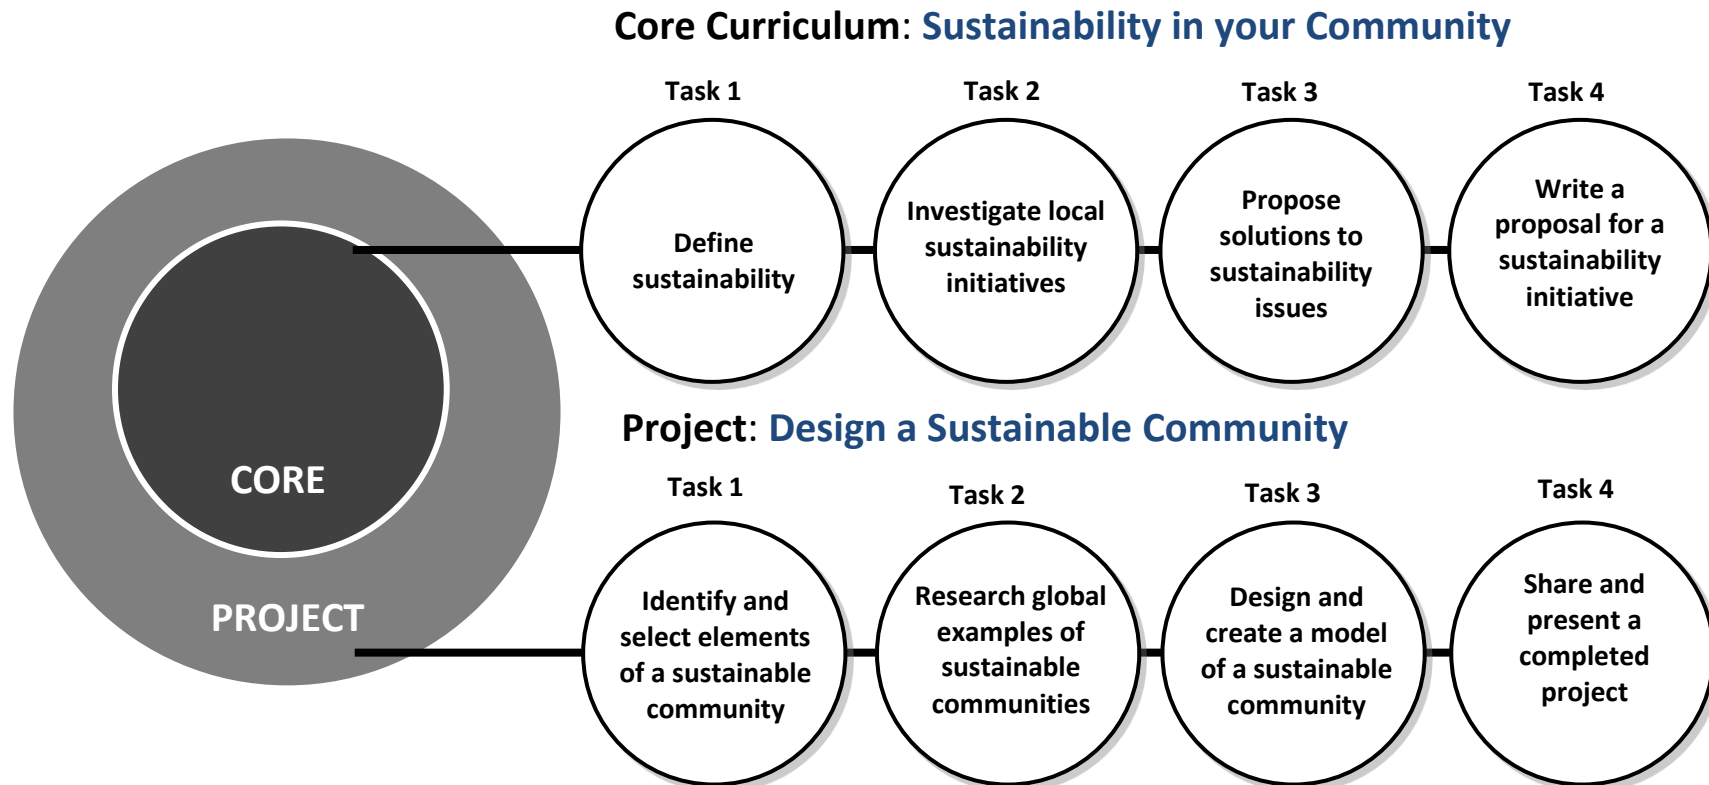 Core Curriculum: Sustainability in your Community
Task 1
Task 2
Task 3
Task 4
Define
sustainability
Investigate local
sustainability
initiatives
Propose
solutions to
sustainability
issues
Write a
proposal for a
sustainability
initiative
CORE
PROJECT
Project: Design a Sustainable Community
Task 1
Task 2
Task 3
Task 4
Identify and
select elements
of a sustainable
community
Research global
examples of
sustainable
communities
Design and
create a model
of a sustainable
community
Share and
present a
completed
project